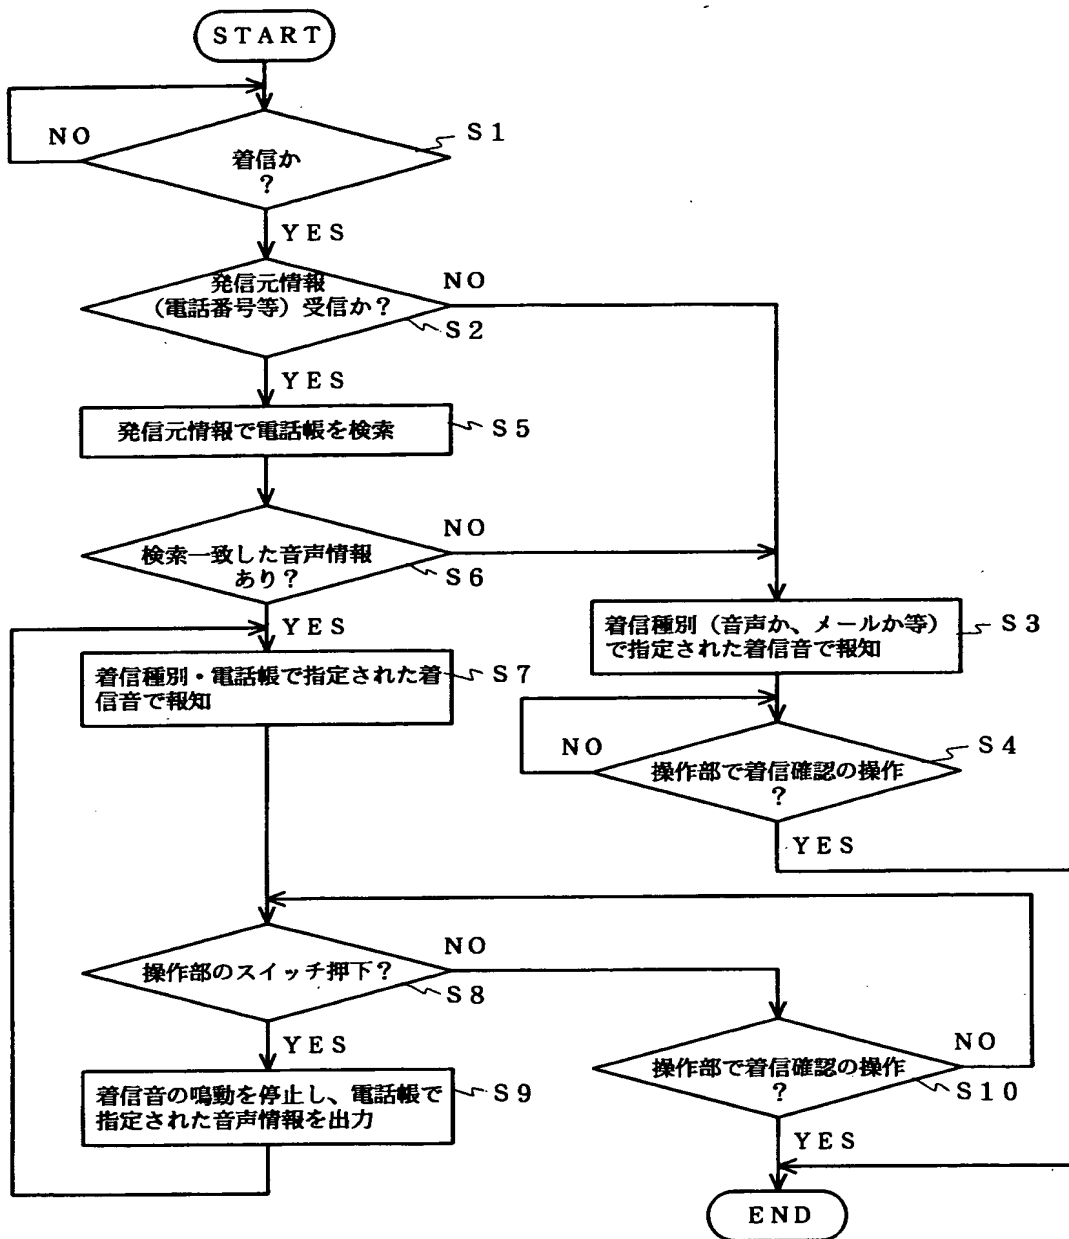 START
NO
S1
着信か
?
YES
発信元情報
(電話番号等) 受信か?
NO
S2
YES
発信元情報で電話帳を検索
S5
NO
検索一致した音声情報
あり?
S6
YES
着信種別(音声か、メールか等)
で指定された着信音で報知
S3
着信種別・電話帳で指定された着
信音で報知
S7
NO
S4
操作部で着信確認の操作
?
YES
NO
操作部のスイッチ押下?
S8
YES
NO
操作部で着信確認の操作
?
S10
着信音の鳴動を停止し、電話帳で
指定された音声情報を出力
S9
YES
END